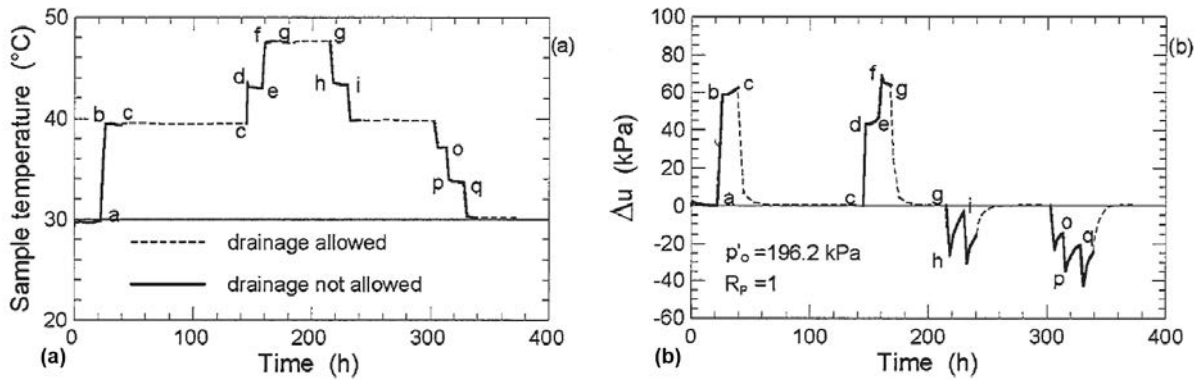 50
40
30
20
Sample temperature (°C)
0 100 200 300 400
Time (h)
(a)
(a)
f g g
d
e
h i
b c
c
o
p q
a
drainage allowed
drainage not allowed
100
80
60
40
20
0
-20
-40
-60
Δu (kPa)
0 100 200 300 400
Time (h)
(b)
(b)
f
g
b c
d e
a c g i
h
o q
p
p'o =196.2 kPa
RP =1